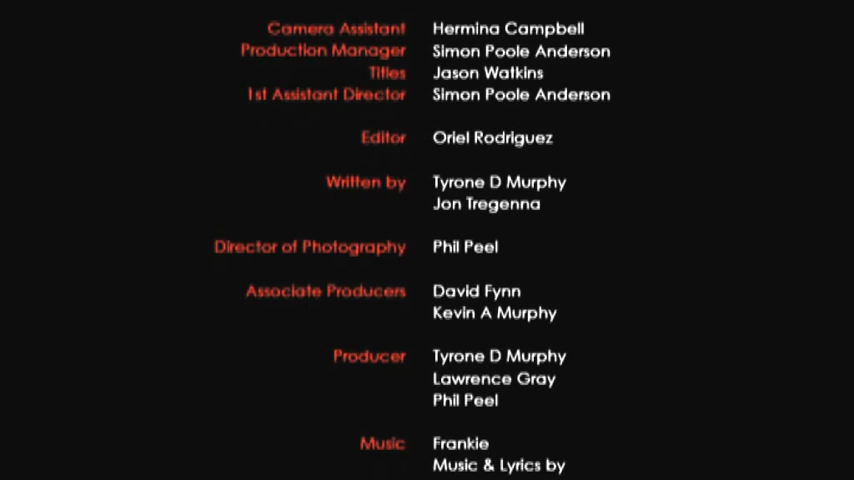 Camera Assistant Hermina Campbell
Production Manager Simon Poole Anderson
Titles Jason Watkins
1st Assistant Director Simon Poole Anderson
Editor Oriel Rodriguez
Written by Tyrone D Murphy
Jon Tregenna
Director of Photography Phil Peel
Associate Producers David Fynn
Kevin A Murphy
Producer Tyrone D Murphy
Lawrence Gray
Phil Peel
Music Frankie
Music & Lyrics by